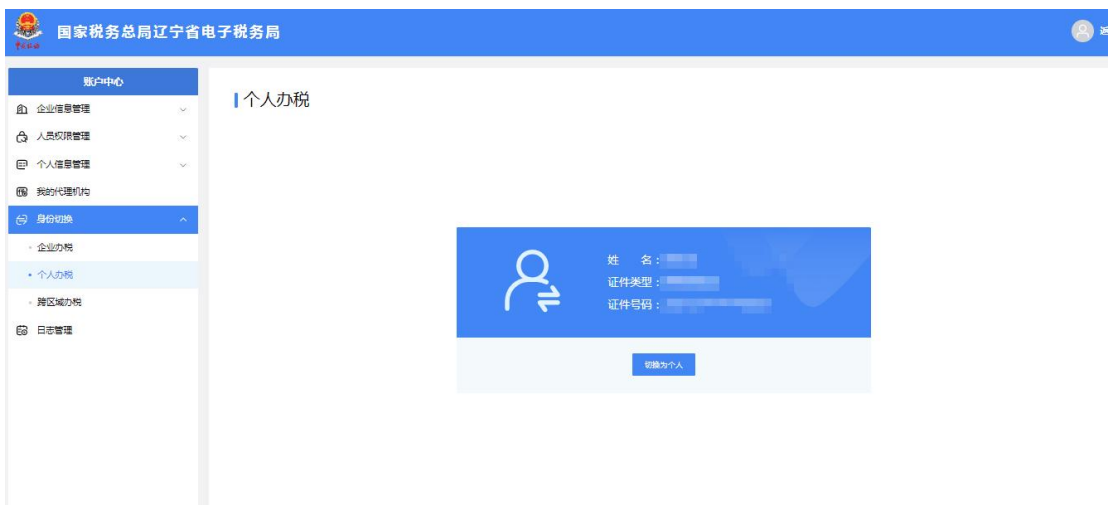 国家税务总局辽宁省电子税务局
账户中心
企业信息管理
人员权限管理
个人信息管理
我的代理机构
身份切换
企业办税
个人办税
跨区域办税
日志管理
个人办税
姓 名：
证件类型：
证件号码：
切换为个人